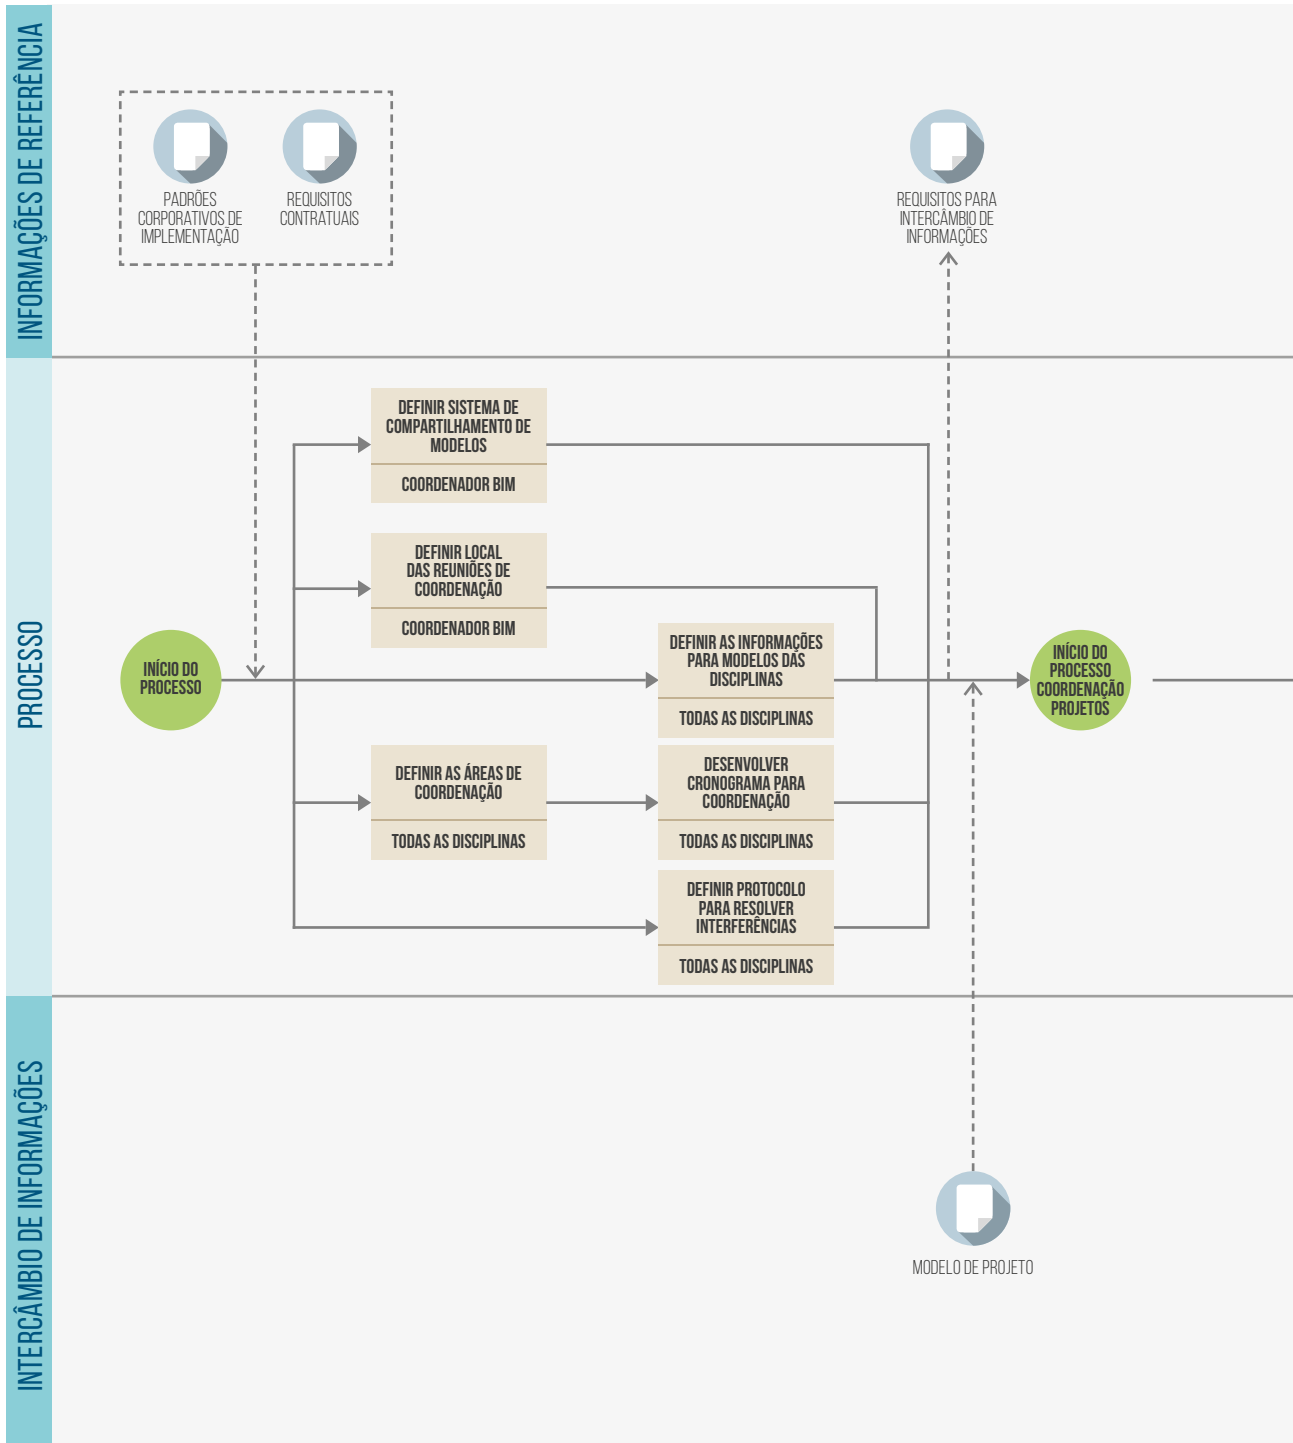 INFORMAÇÕES DE REFERÊNCIA
PADRÕES
CORPORATIVOS DE
IMPLEMENTAÇÃO
REQUISITOS
CONTRATUAIS
REQUISITOS PARA
INTERCÂMBIO DE
INFORMAÇÕES
PROCESSO
INÍCIO DO
PROCESSO
DEFINIR SISTEMA DE
COMPARTILHAMENTO DE
MODELOS
COORDENADOR BIM
DEFINIR LOCAL
DAS REUNIÕES DE
COORDENAÇÃO
COORDENADOR BIM
DEFINIR AS INFORMAÇÕES
PARA MODELOS DAS
DISCIPLINAS
TODAS AS DISCIPLINAS
DEFINIR AS ÁREAS DE
COORDENAÇÃO
TODAS AS DISCIPLINAS
DESENVOLVER
CRONOGRAMA PARA
COORDENAÇÃO
TODAS AS DISCIPLINAS
DEFINIR PROTOCOLO
PARA RESOLVER
INTERFERÊNCIAS
TODAS AS DISCIPLINAS
INÍCIO DO
PROCESSO
COORDENAÇÃO
PROJETOS
INTERCÂMBIO DE INFORMAÇÕES
MODELO DE PROJETO